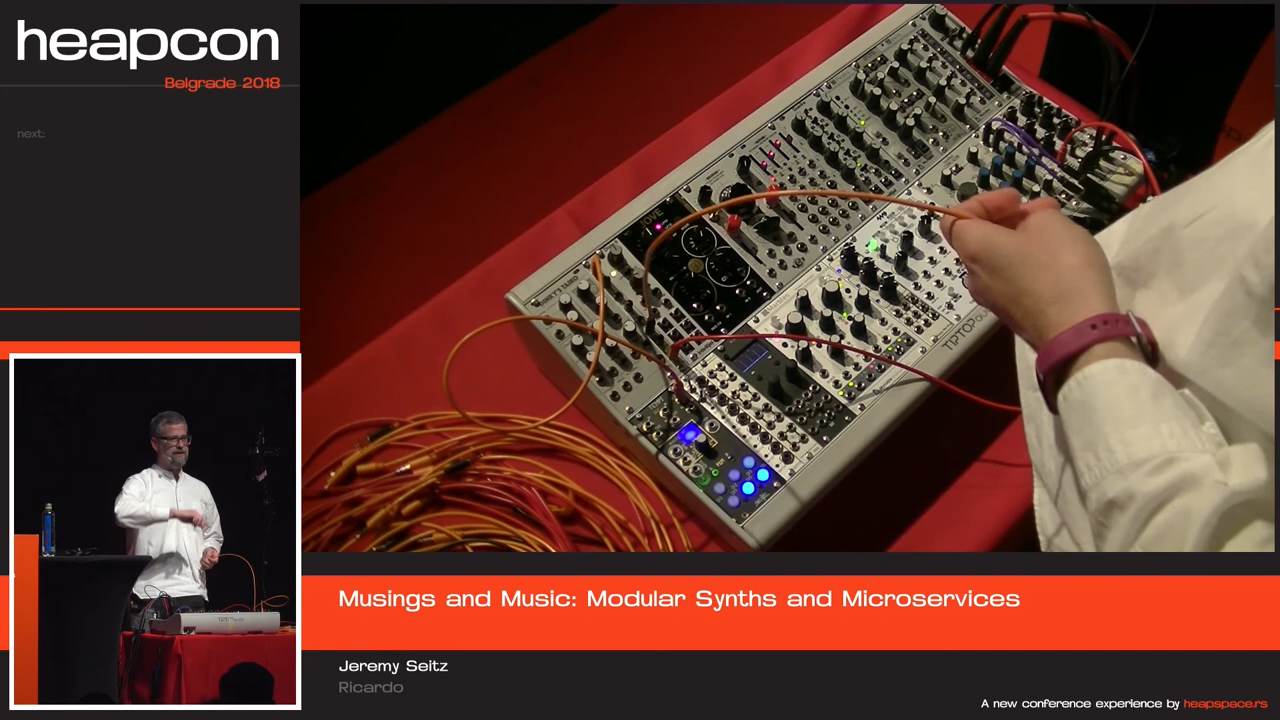 heapcon
Belgrade 2018
next:
TIPTOP
Musings and Music: Modular Synths and Microservices
Jeremy Seitz
Ricardo
A new conference experience by heapspace.rs